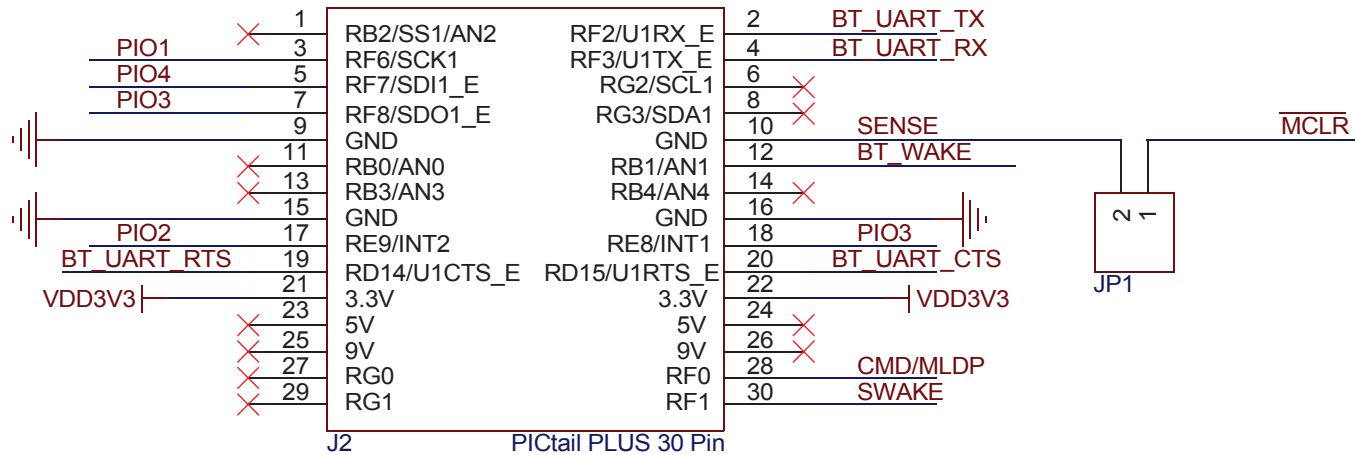 1 2 BT_UART_TX
RB2/SS1/AN2 RF2/U1RX_E
PIO1 3 4 BT_UART_RX
RF6/SCK1 RF3/U1TX_E
PIO4 5 6
RF7/SDI1_E RG2/SCL1
PIO3 7 8
RF8/SDO1_E RG3/SDA1
9 10 SENSE MCLR
GND GND
11 12 BT_WAKE
RB0/AN0 RB1/AN1
13 14
RB3/AN3 RB4/AN4
15 16
GND GND
2 1
PIO2 17 18 PIO3
RE9/INT2 RE8/INT1
BT_UART_RTS 19 20 BT_UART_CTS
RD14/U1CTS_E RD15/U1RTS_E
JP1
21 22
VDD3V3 3.3V 3.3V VDD3V3
23 24
5V 5V
25 26
9V 9V
27 28 CMD/MLDP
RG0 RF0
29 30 SWAKE
RG1 RF1
J2 PICtail PLUS 30 Pin